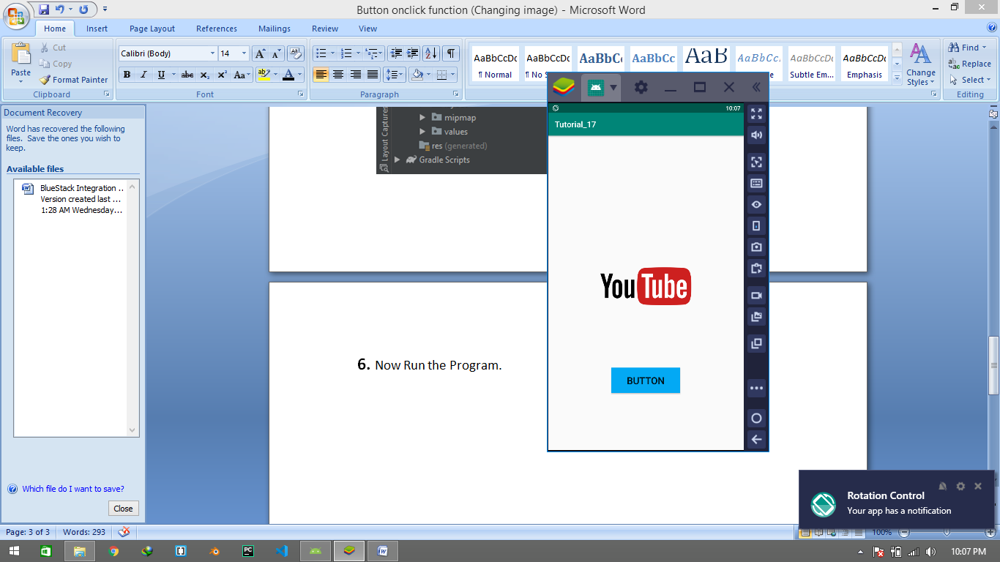 Button onclick function (Changing image) - Microsoft Word
Home Insert Page Layout References Mailings Review View
Paste
Cut
Copy
Format Painter
Clipboard
Calibri (Body) 14
Font
Paragraph
AaBbCcDc AaBbCcDc AaBbCc AaBbCc AaB AaBbCc. AaBbCcDc AaBbCcDc
¶ Normal ¶ No S Subtle Em... Emphasis
Change
Styles
Find
Replace
Select
Editing
Document Recovery
Word has recovered the following
files. Save the ones you wish to
keep.
Available files
BlueStack Integration ..
Version created last ...
1:28 AM Wednesday...
Which file do I want to save?
Close
Layout Captures
mipmap
values
res (generated)
Gradle Scripts
6. Now Run the Program.
10:07
Tutorial_17
YouTube
BUTTON
Rotation Control
Your app has a notification
Page: 3 of 3 Words: 293
100%
PC
10:07 PM